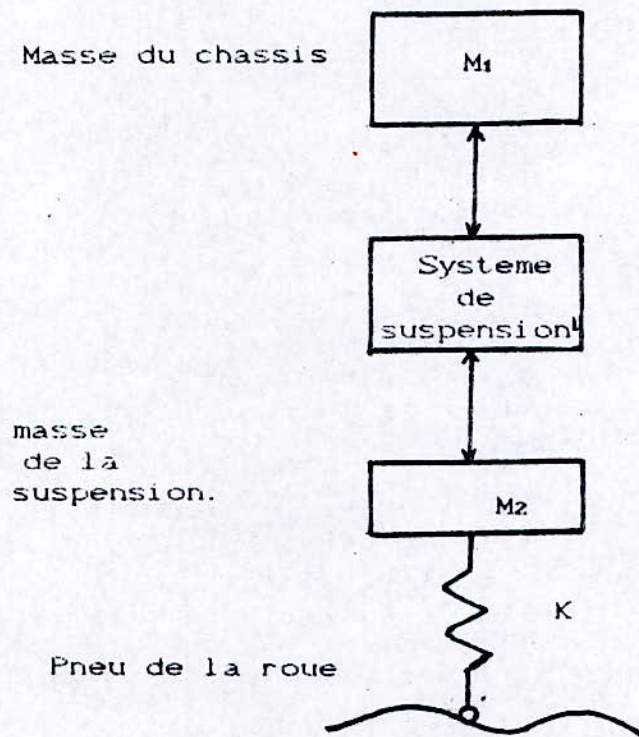 Masse du chassis
M1
Systeme
de
suspension
masse
de la
suspension.
M2
K
Pneu de la roue